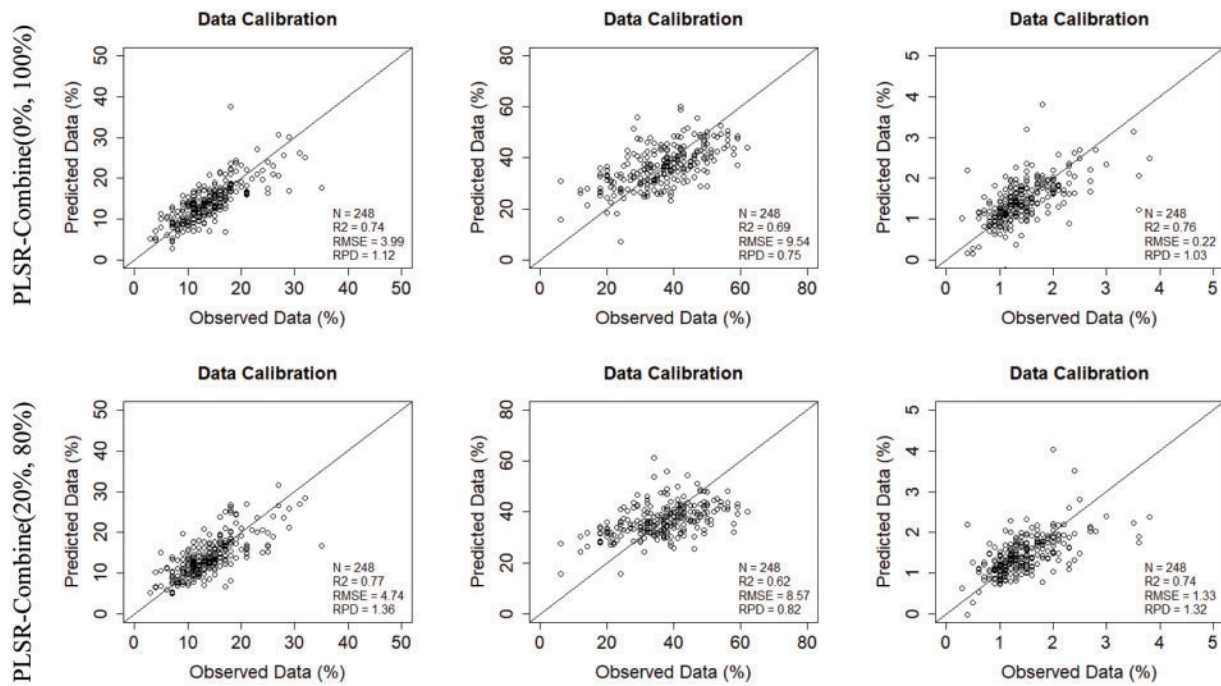 PLSR-Combine(0%, 100%)
Data Calibration
Predicted Data (%)
50
40
30
20
10
0
N = 248
R2 = 0.74
RMSE = 3.99
RPD = 1.12
0 10 20 30 40 50
Observed Data (%)
Data Calibration
Predicted Data (%)
80
60
40
20
0
N = 248
R2 = 0.69
RMSE = 9.54
RPD = 0.75
0 20 40 60 80
Observed Data (%)
Data Calibration
Predicted Data (%)
5
4
3
2
1
0
N = 248
R2 = 0.76
RMSE = 0.22
RPD = 1.03
0 1 2 3 4 5
Observed Data (%)
PLSR-Combine(20%, 80%)
Data Calibration
Predicted Data (%)
50
40
30
20
10
0
N = 248
R2 = 0.77
RMSE = 4.74
RPD = 1.36
0 10 20 30 40 50
Observed Data (%)
Data Calibration
Predicted Data (%)
80
60
40
20
0
N = 248
R2 = 0.62
RMSE = 8.57
RPD = 0.82
0 20 40 60 80
Observed Data (%)
Data Calibration
Predicted Data (%)
5
4
3
2
1
0
N = 248
R2 = 0.74
RMSE = 1.33
RPD = 1.32
0 1 2 3 4 5
Observed Data (%)